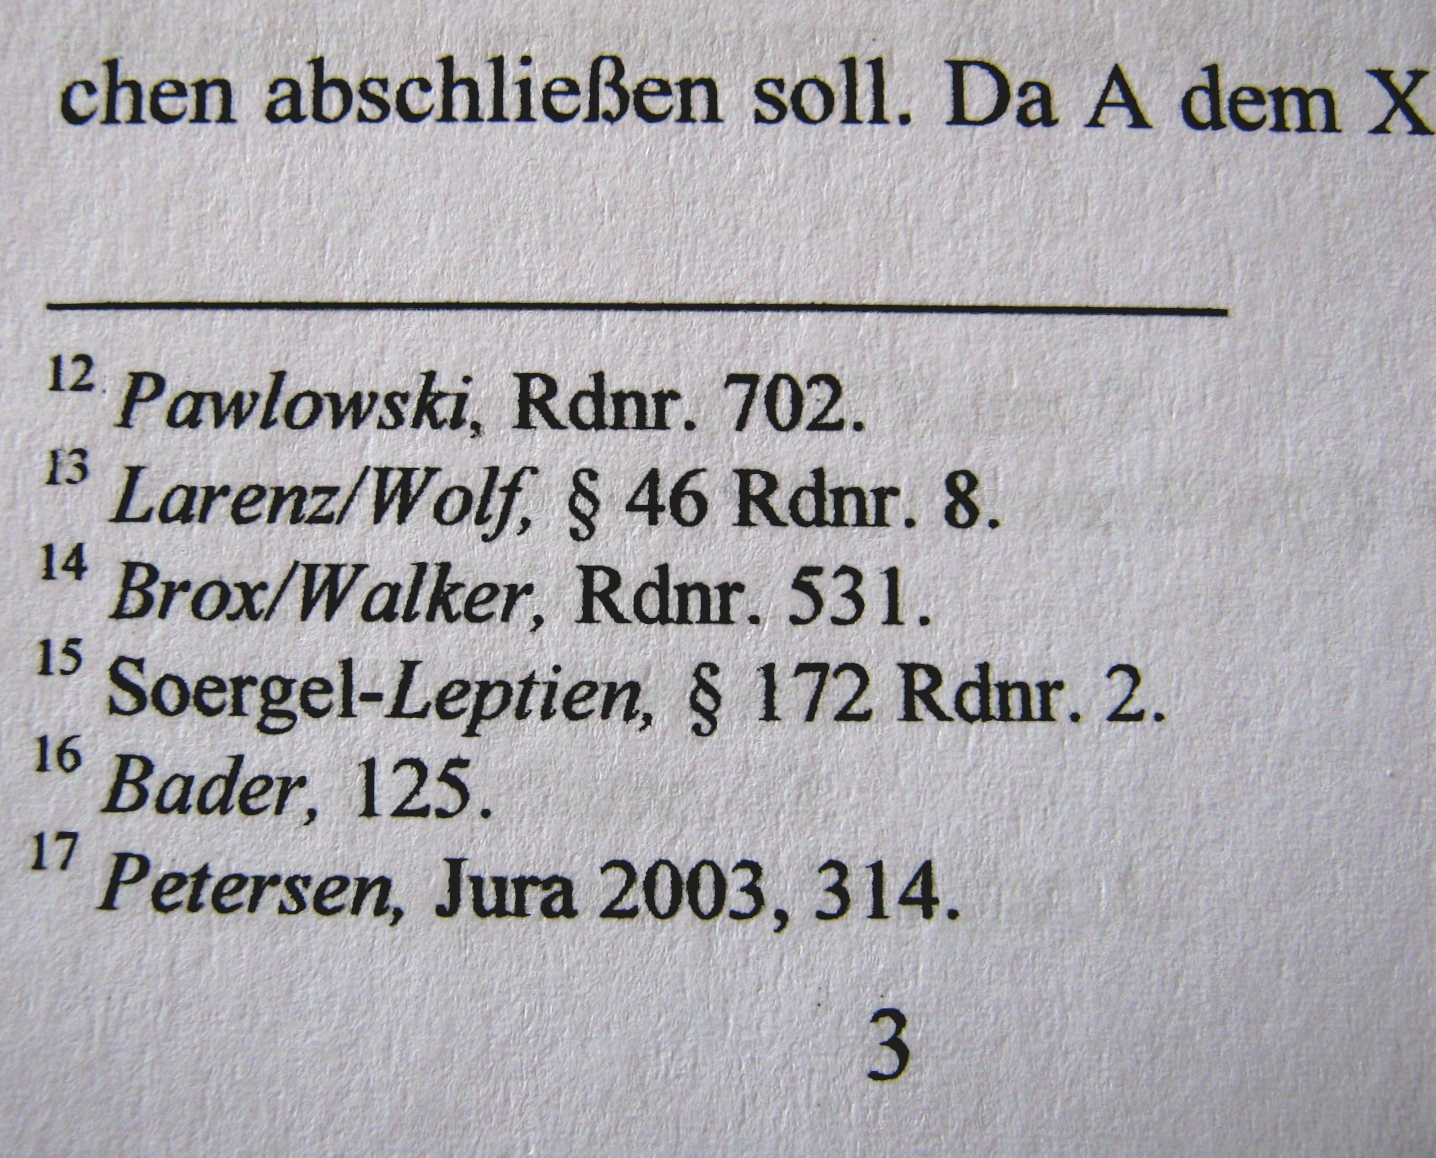 chen abschließen soll. Da A dem X
12 Pawlowski, Rdnr. 702.
13 Larenz/Wolf, § 46 Rdnr. 8.
14 Brox/Walker, Rdnr. 531.
15 Soergel-Leptien, § 172 Rdnr. 2.
16 Bader, 125.
17 Petersen, Jura 2003, 314.
3